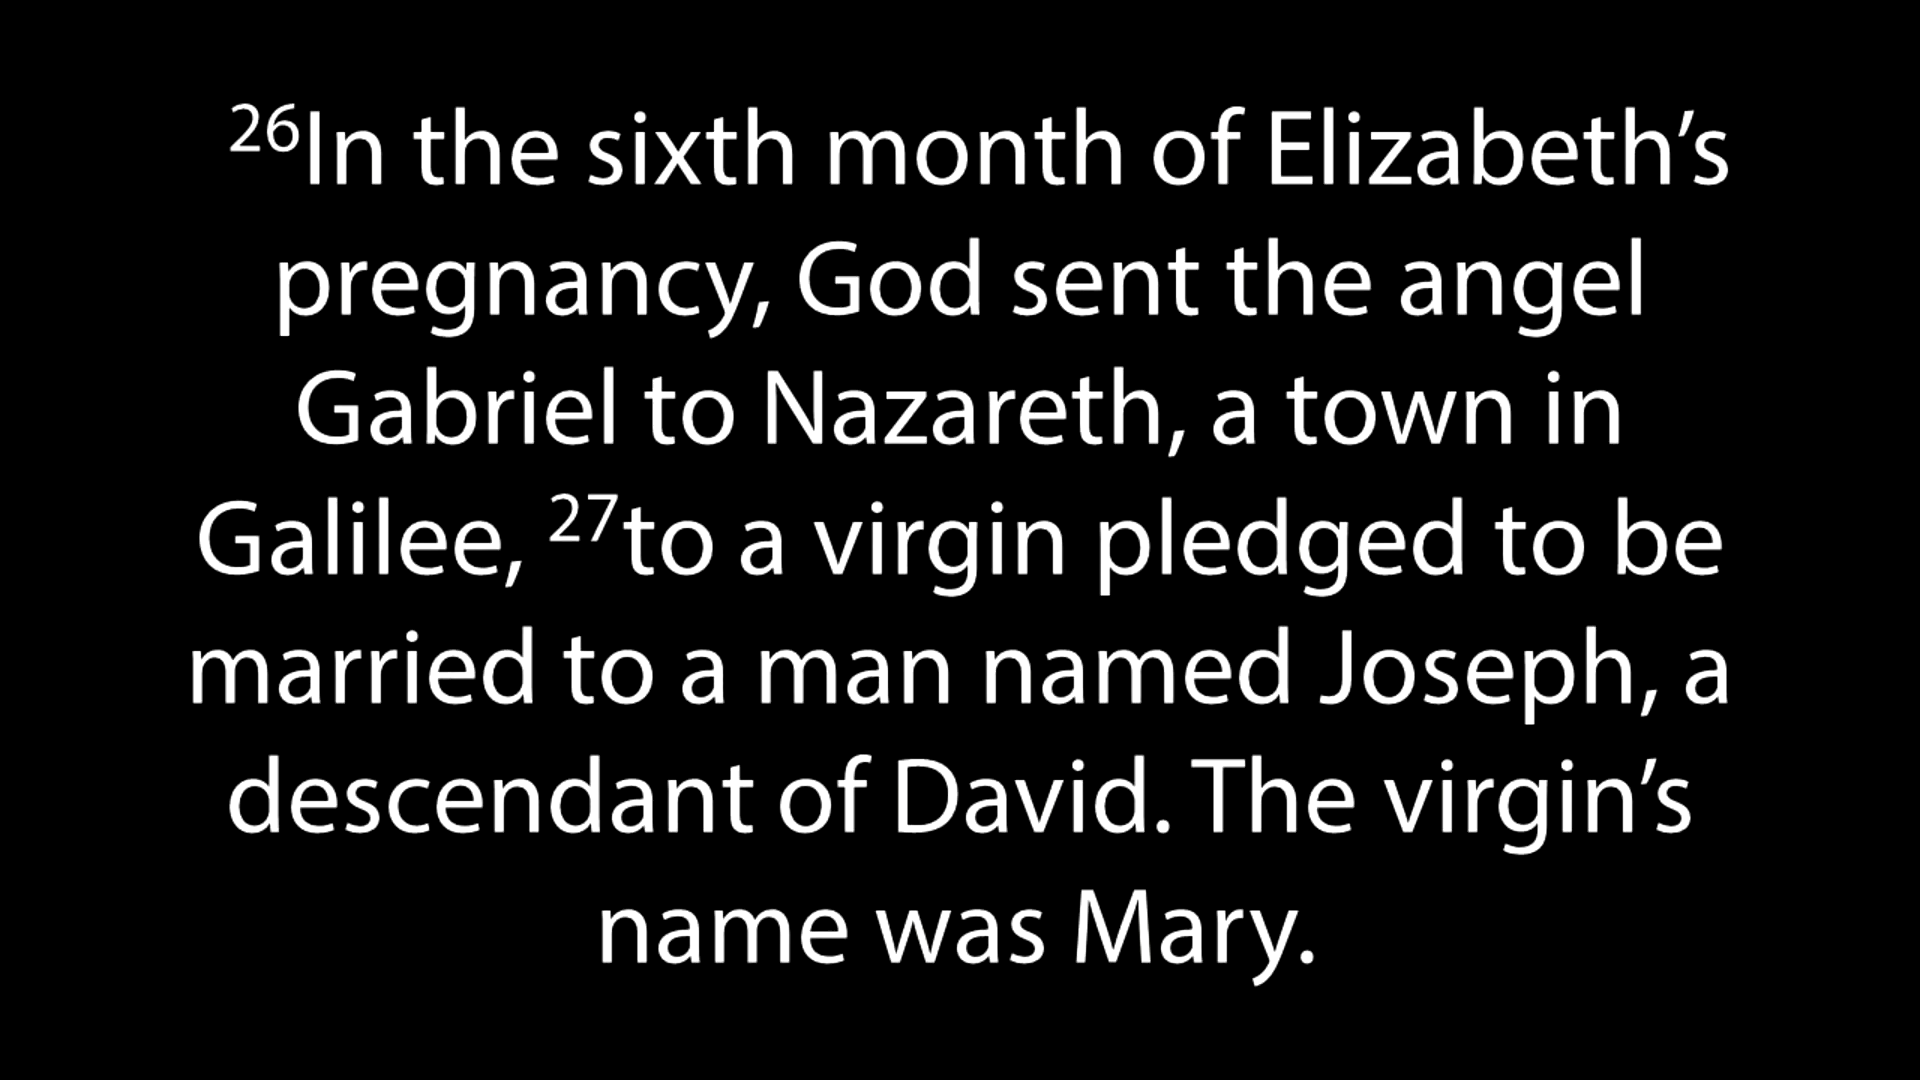 26In the sixth month of Elizabeth’s
pregnancy, God sent the angel
Gabriel to Nazareth, a town in
Galilee, 27to a virgin pledged to be
married to a man named Joseph, a
descendant of David. The virgin’s
name was Mary.